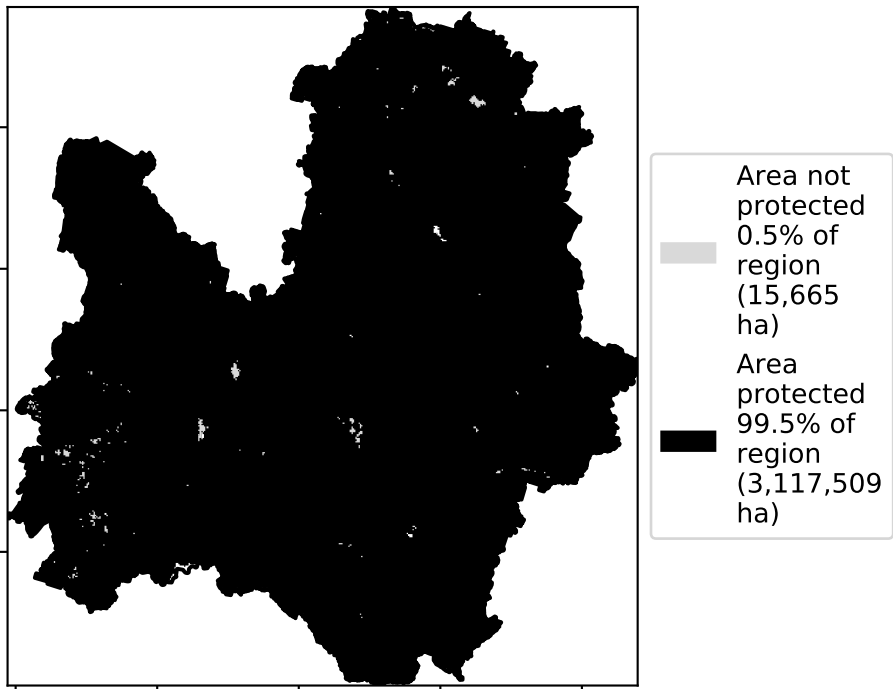 Area not
protected
0.5% of
region
(15,665
ha)
Area
protected
99.5% of
region
(3,117,509
ha)